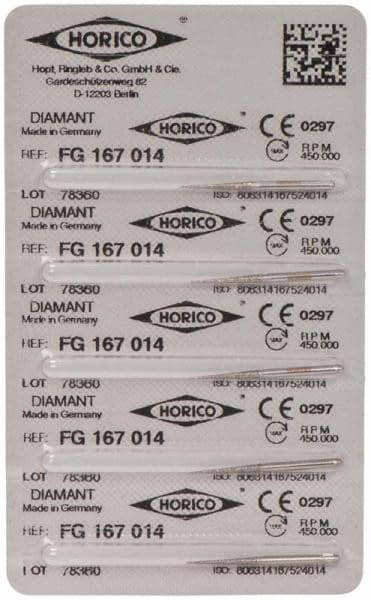 HORICO ®
Hopf, Ringleb & Co. GmbH & Cie.
Gardeschützenweg 82
D-12203 Berlin
DIAMANT HORICO ® CE 0297
Made in Germany MAX RPM
REF: FG 167 014 450.000
LOT 78360 ISO: 806314167524014
DIAMANT HORICO ® CE 0297
Made in Germany MAX RPM
REF: FG 167 014 450.000
LOT 78360 ISO: 806314167524014
DIAMANT HORICO ® CE 0297
Made in Germany MAX RPM
REF: FG 167 014 450.000
LOT 78360 ISO: 806314167524014
DIAMANT HORICO ® CE 0297
Made in Germany MAX RPM
REF: FG 167 014 450.000
LOT 78360 ISO: 806314167524014
DIAMANT HORICO ® CE 0297
Made in Germany MAX RPM
REF: FG 167 014 450.000
LOT 78360 ISO: 806314167524014